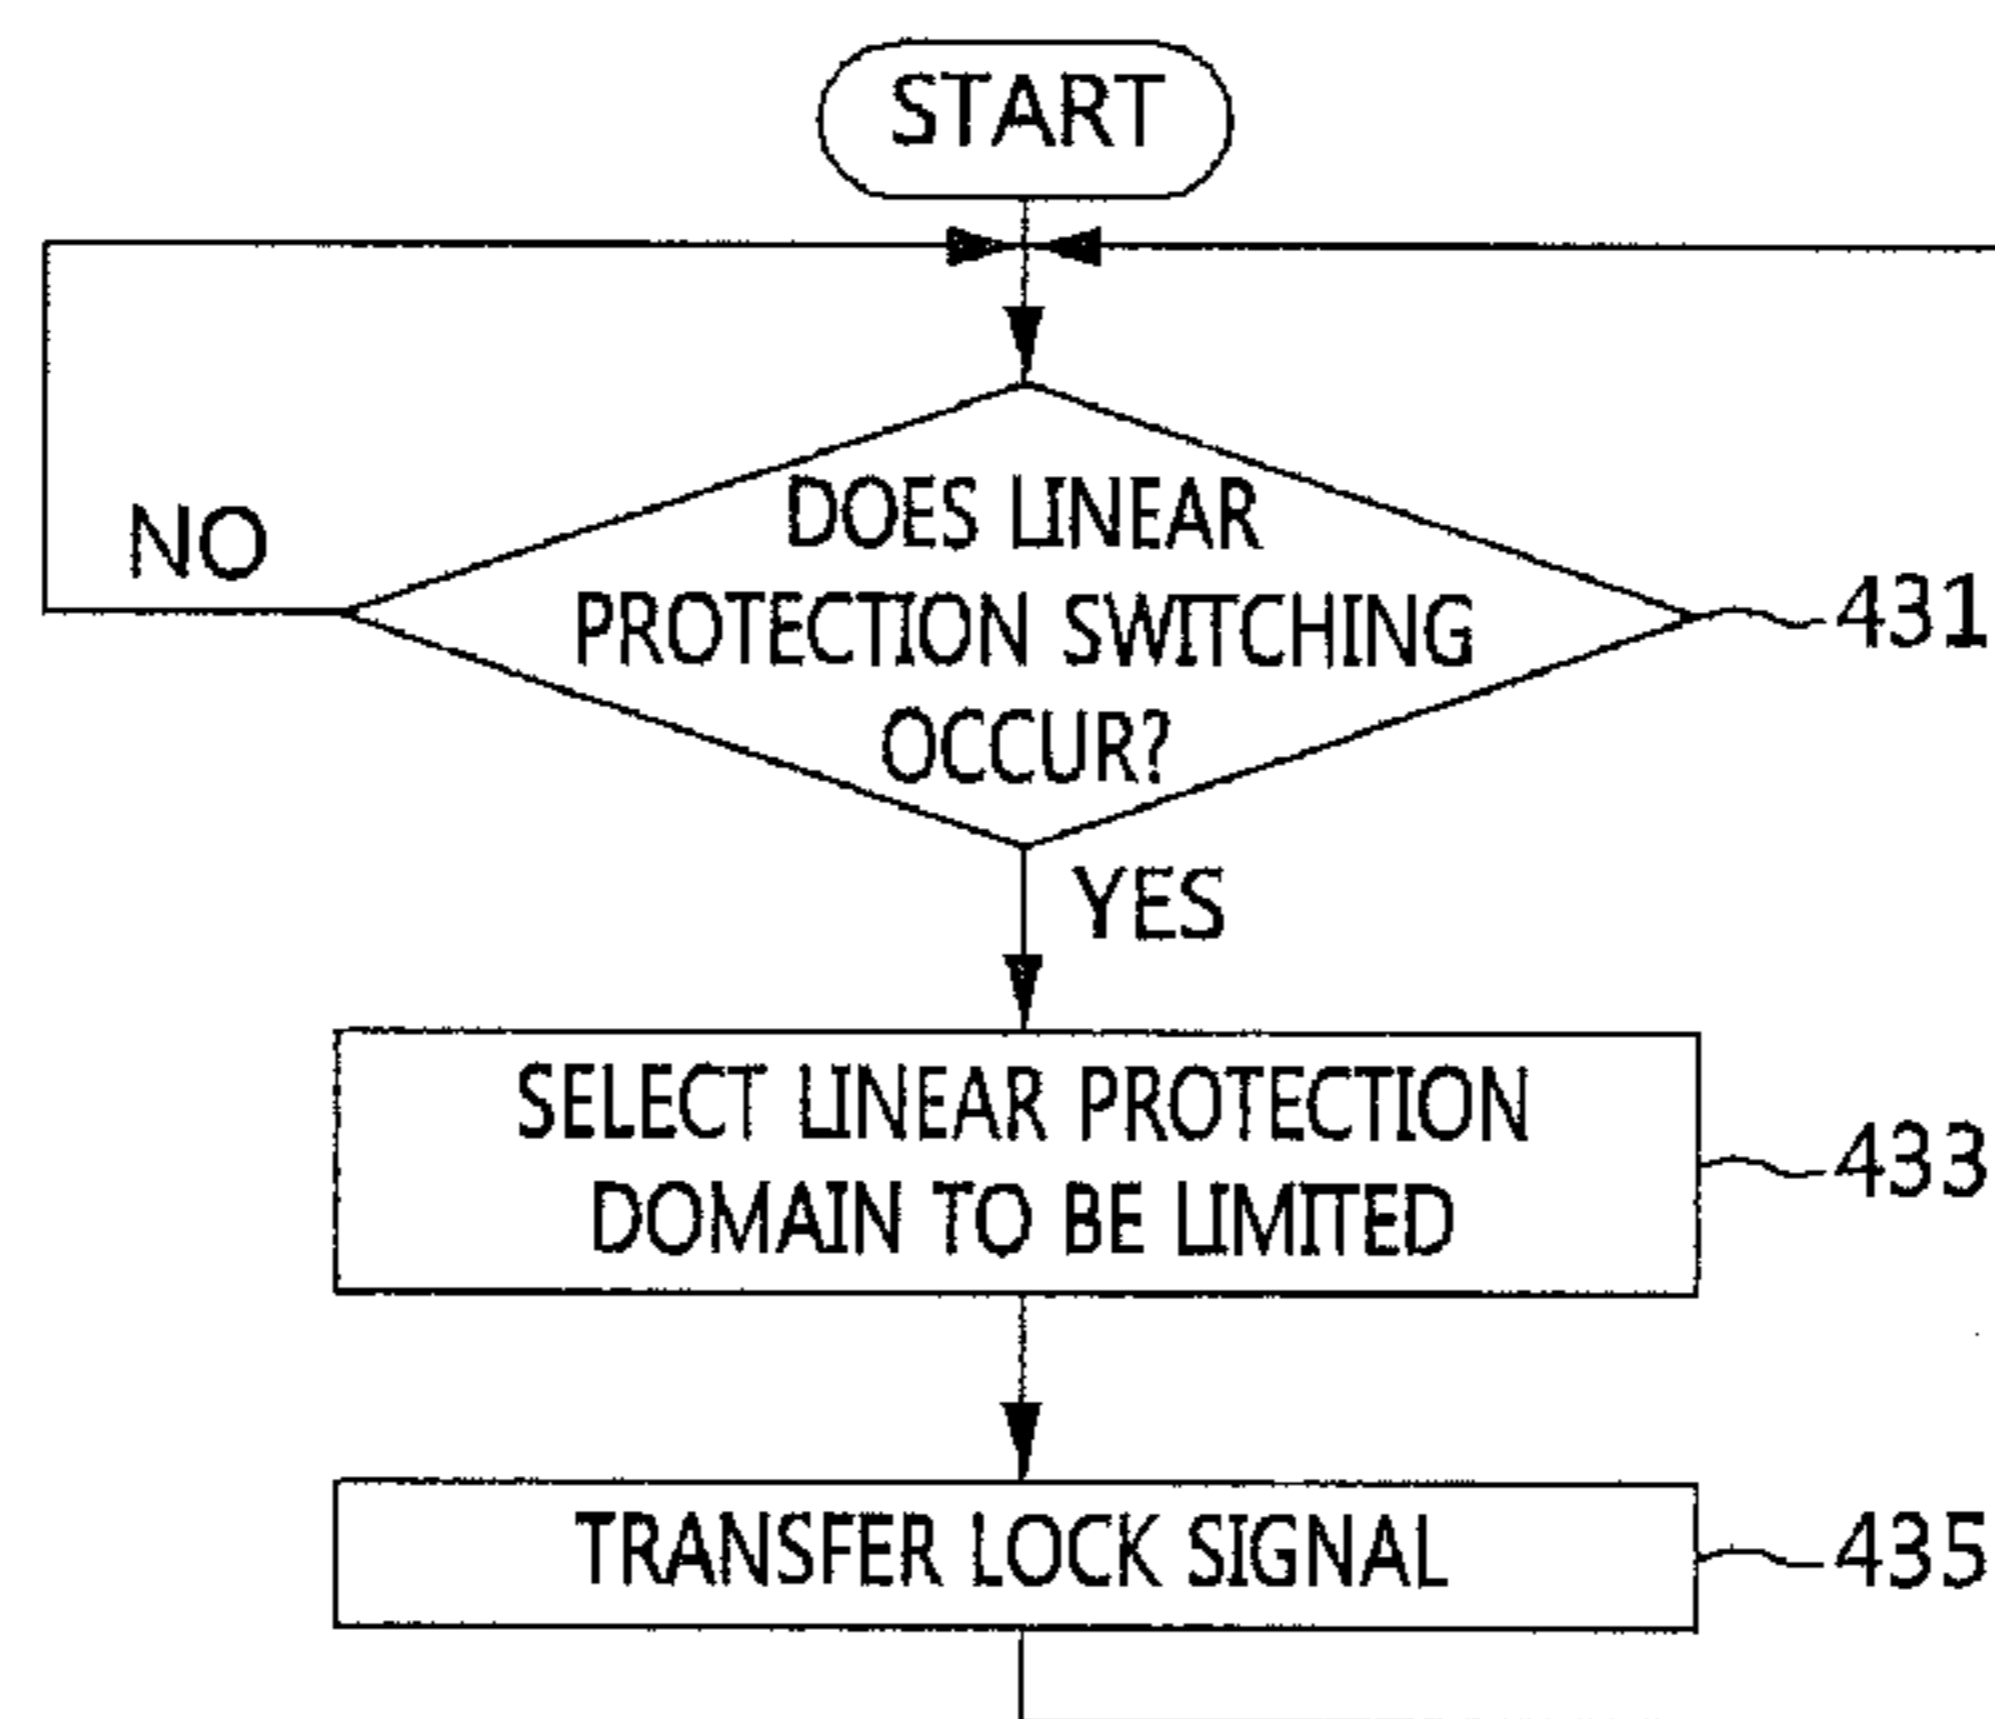 START
NO
DOES LINEAR
PROTECTION SWITCHING
OCCUR?
431
YES
SELECT LINEAR PROTECTION
DOMAIN TO BE LIMITED
433
TRANSFER LOCK SIGNAL
435